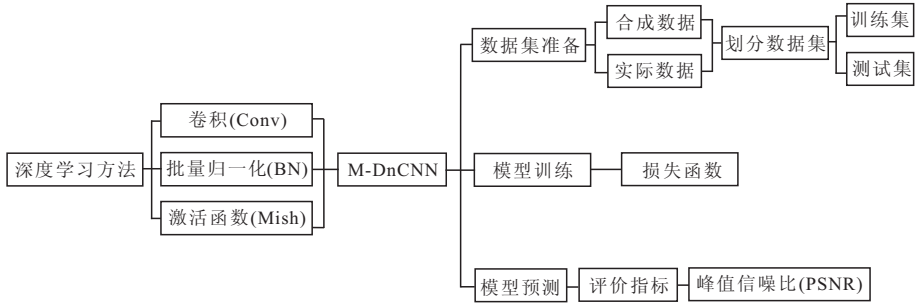 深度学习方法
卷积(Conv)
批量归一化(BN)
激活函数(Mish)
M-DnCNN
数据集准备
合成数据
实际数据
划分数据集
训练集
测试集
模型训练
损失函数
模型预测
评价指标
峰值信噪比(PSNR)